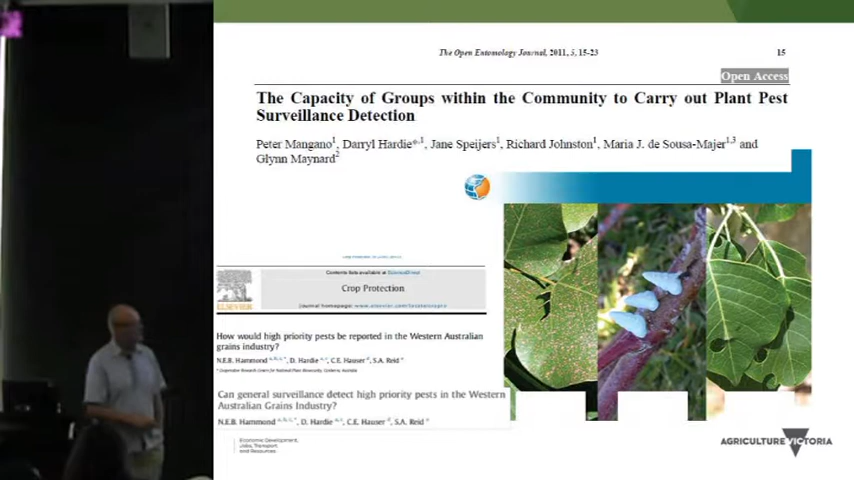 The Open Entomology Journal, 2011, 5, 15-23
15
Open Access
The Capacity of Groups within the Community to Carry out Plant Pest
Surveillance Detection
Peter Mangano1, Darryl Hardie*,1, Jane Speijers1, Richard Johnston1, Maria J. de Sousa-Majer1,3 and
Glynn Maynard2
Contents lists available at ScienceDirect
Crop Protection
journal homepage: www.elsevier.com/locate/cropro
ELSEVIER
How would high priority pests be reported in the Western Australian
grains industry?
N.E.B. Hammond a,b,c,*, D. Hardie a,c, C.E. Hauser d, S.A. Reid e
Can general surveillance detect high priority pests in the Western
Australian Grains Industry?
N.E.B. Hammond a,b,c,*, D. Hardie a,c, C.E. Hauser d, S.A. Reid e
Economic Development,
Jobs, Transport
and Resources
AGRICULTURE VICTORIA